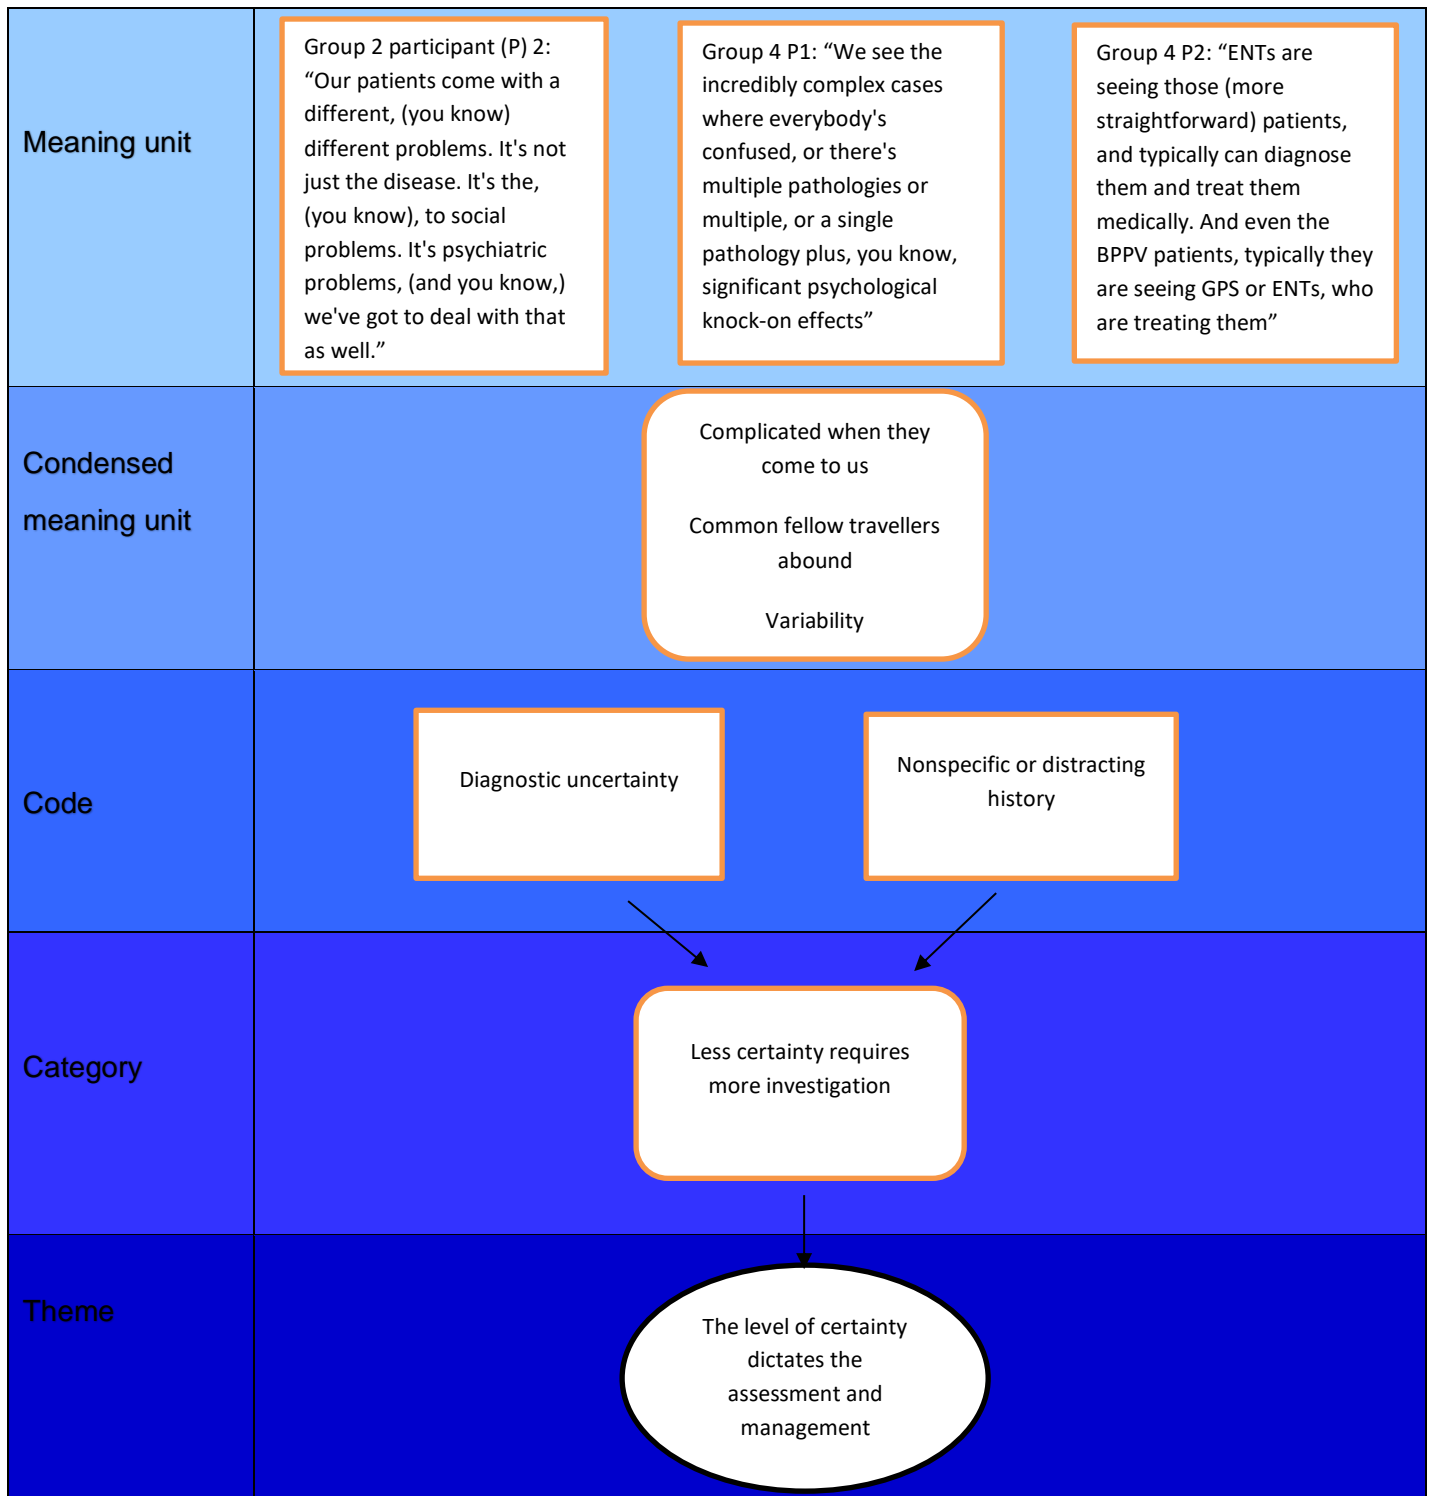 Meaning unit
Group 2 participant (P) 2:
“Our patients come with a
different, (you know)
different problems. It's not
just the disease. It's the,
(you know), to social
problems. It's psychiatric
problems, (and you know,)
we've got to deal with that
as well.”
Group 4 P1: “We see the
incredibly complex cases
where everybody's
confused, or there's
multiple pathologies or
multiple, or a single
pathology plus, you know,
significant psychological
knock-on effects”
Group 4 P2: “ENTs are
seeing those (more
straightforward) patients,
and typically can diagnose
them and treat them
medically. And even the
BPPV patients, typically they
are seeing GPS or ENTs, who
are treating them”
Condensed
meaning unit
Complicated when they
come to us
Common fellow travellers
abound
Variability
Code
Diagnostic uncertainty
Nonspecific or distracting
history
Category
Less certainty requires
more investigation
Theme
The level of certainty
dictates the
assessment and
management